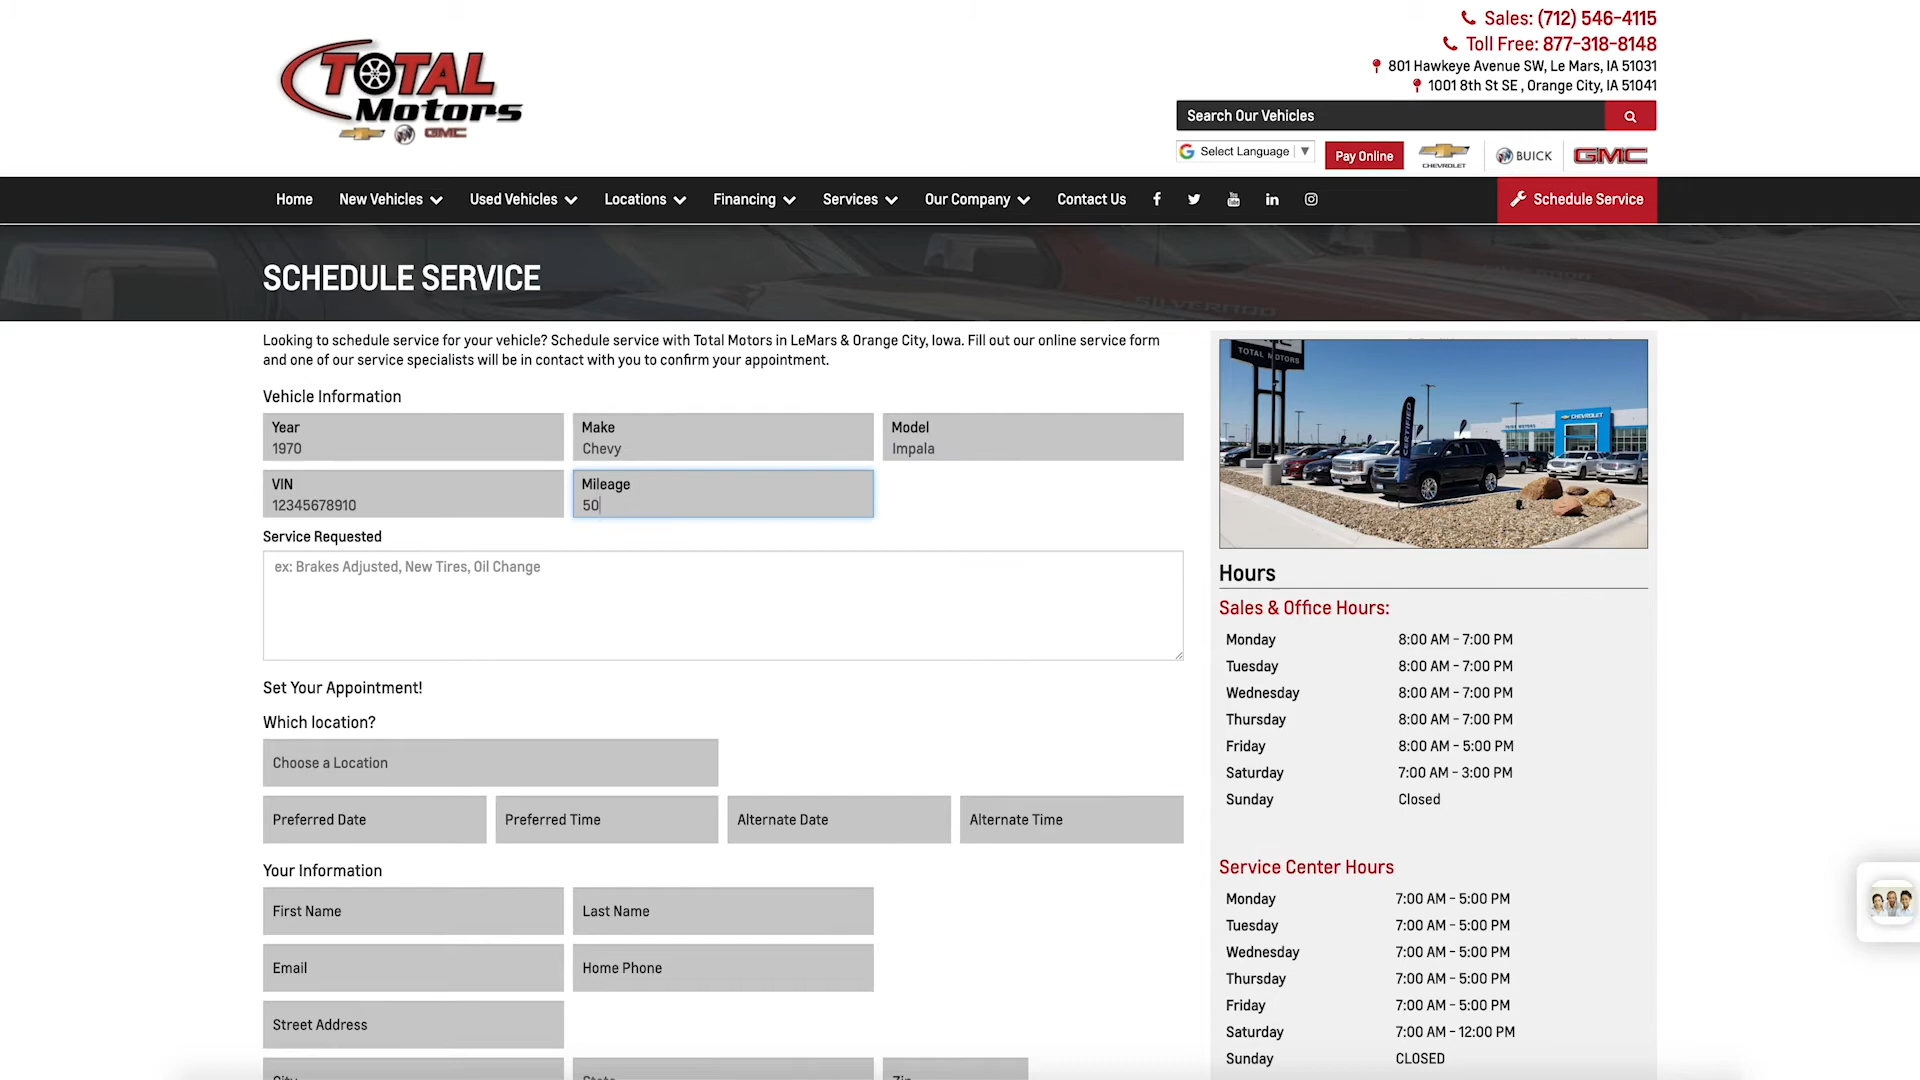 Sales: (712) 546-4115
Toll Free: 877-318-8148
801 Hawkeye Avenue SW, Le Mars, IA 51031
1001 8th St SE , Orange City, IA 51041
TOTAL
Motors
GMC
Search Our Vehicles
Select Language ▼
Pay Online
CHEVROLET
BUICK
GMC
Home
New Vehicles
Used Vehicles
Locations
Financing
Services
Our Company
Contact Us
Schedule Service
SCHEDULE SERVICE
SILVERADO
Looking to schedule service for your vehicle? Schedule service with Total Motors in LeMars & Orange City, Iowa. Fill out our online service form
and one of our service specialists will be in contact with you to confirm your appointment.
Vehicle Information
Year
1970
Make
Chevy
Model
Impala
VIN
12345678910
Mileage
50
Service Requested
ex: Brakes Adjusted, New Tires, Oil Change
Set Your Appointment!
Which location?
Choose a Location
Preferred Date
Preferred Time
Alternate Date
Alternate Time
Your Information
First Name
Last Name
Email
Home Phone
Street Address
City
State
Zip
TOTAL MOTORS
CERTIFIED
CHEVROLET
Hours
Sales & Office Hours:
Monday 8:00 AM - 7:00 PM
Tuesday 8:00 AM - 7:00 PM
Wednesday 8:00 AM - 7:00 PM
Thursday 8:00 AM - 7:00 PM
Friday 8:00 AM - 5:00 PM
Saturday 7:00 AM - 3:00 PM
Sunday Closed
Service Center Hours
Monday 7:00 AM - 5:00 PM
Tuesday 7:00 AM - 5:00 PM
Wednesday 7:00 AM - 5:00 PM
Thursday 7:00 AM - 5:00 PM
Friday 7:00 AM - 5:00 PM
Saturday 7:00 AM - 12:00 PM
Sunday CLOSED